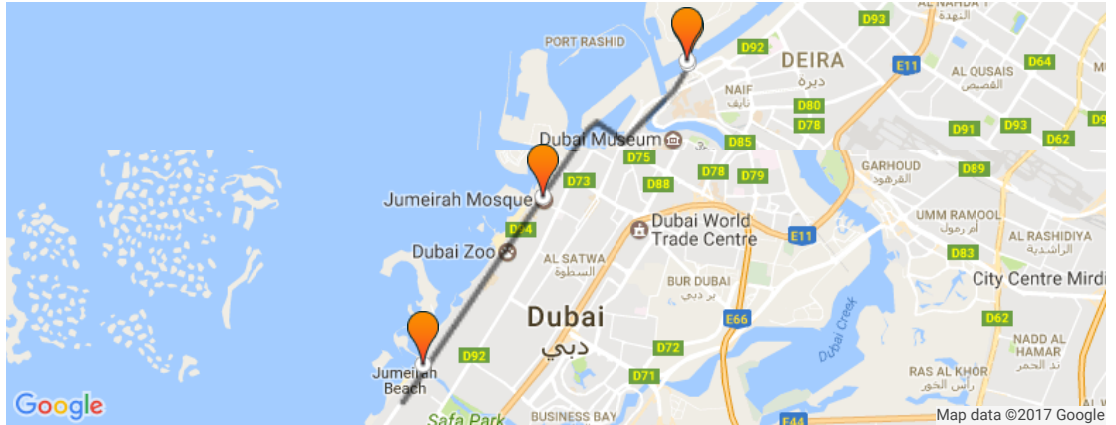 AL NAHDA 1
النهدة
D93
PORT RASHID
D92
DEIRA
ديرة
E11
D64
AL QUSAIS
القصيص
NAIF
نايف
D80
D78
D91
D93
D62
Dubai Museum
D85
D75
D78
D79
D89
GARHOUD
القرهود
D73
D88
Jumeirah Mosque
D94
Dubai World
Trade Centre
E11
UMM RAMOOL
أم رمول
AL RASHIDIYA
الراشدية
Dubai Zoo
AL SATWA
السطوة
D83
BUR DUBAI
بر دبي
City Centre Mirdi
Dubai
دبي
E66
D62
Dubai Creek
NADD AL
HAMAR
ند الحمر
D92
D72
Jumeirah
Beach
D71
RAS AL KHOR
رأس الخور
Google
Safa Park
BUSINESS BAY
E44
Map data ©2017 Google